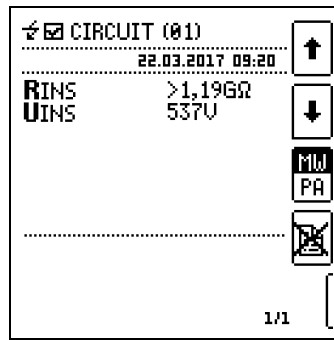 CIRCUIT (01)
22.03.2017 09:20
RINS >1,19GΩ
UINS 537V
MW
PA
1/1